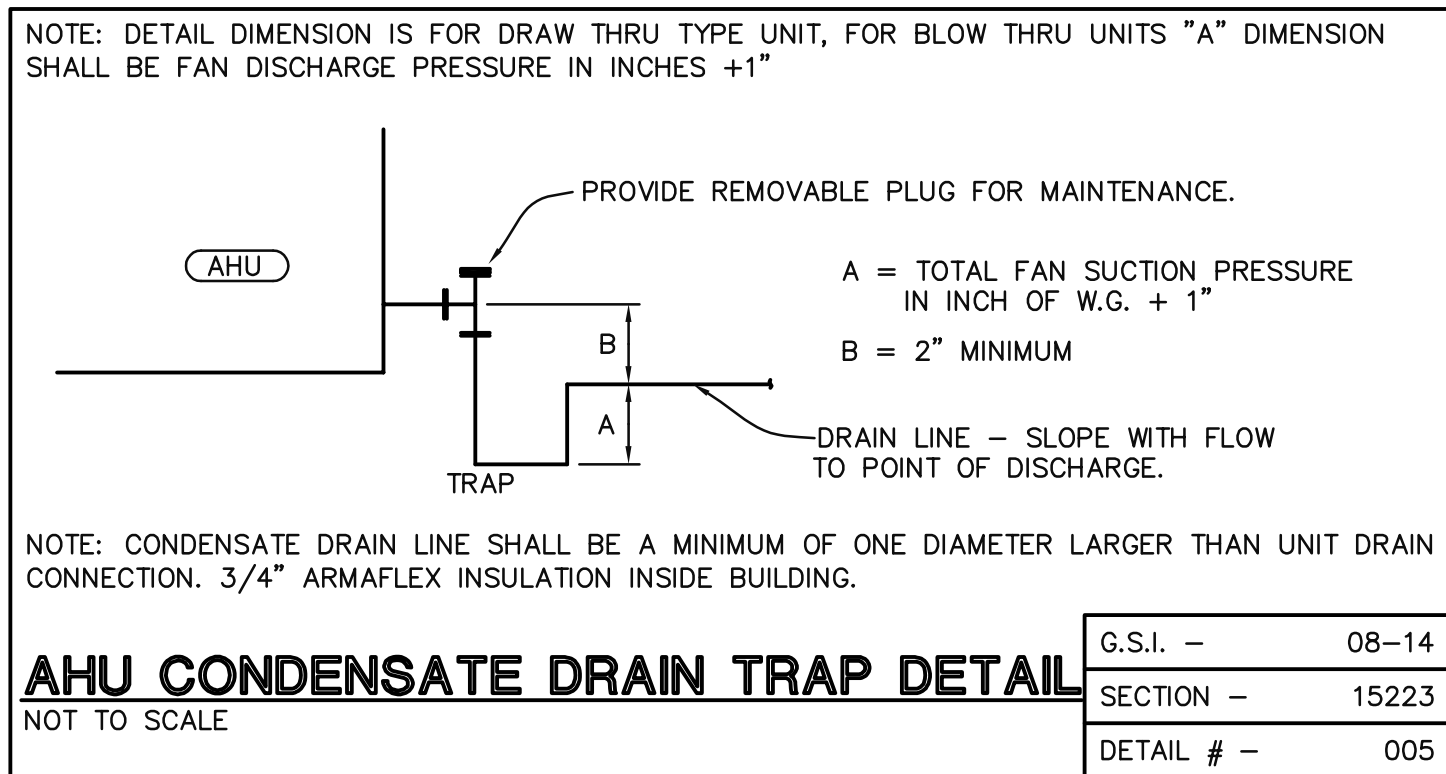 NOTE: DETAIL DIMENSION IS FOR DRAW THRU TYPE UNIT, FOR BLOW THRU UNITS "A" DIMENSION
SHALL BE FAN DISCHARGE PRESSURE IN INCHES +1"
PROVIDE REMOVABLE PLUG FOR MAINTENANCE.
AHU
A = TOTAL FAN SUCTION PRESSURE
IN INCH OF W.G. + 1"
B
B = 2" MINIMUM
A
DRAIN LINE – SLOPE WITH FLOW
TO POINT OF DISCHARGE.
TRAP
NOTE: CONDENSATE DRAIN LINE SHALL BE A MINIMUM OF ONE DIAMETER LARGER THAN UNIT DRAIN
CONNECTION. 3/4" ARMAFLEX INSULATION INSIDE BUILDING.
AHU CONDENSATE DRAIN TRAP DETAIL
NOT TO SCALE
G.S.I. – 08–14
SECTION – 15223
DETAIL # – 005